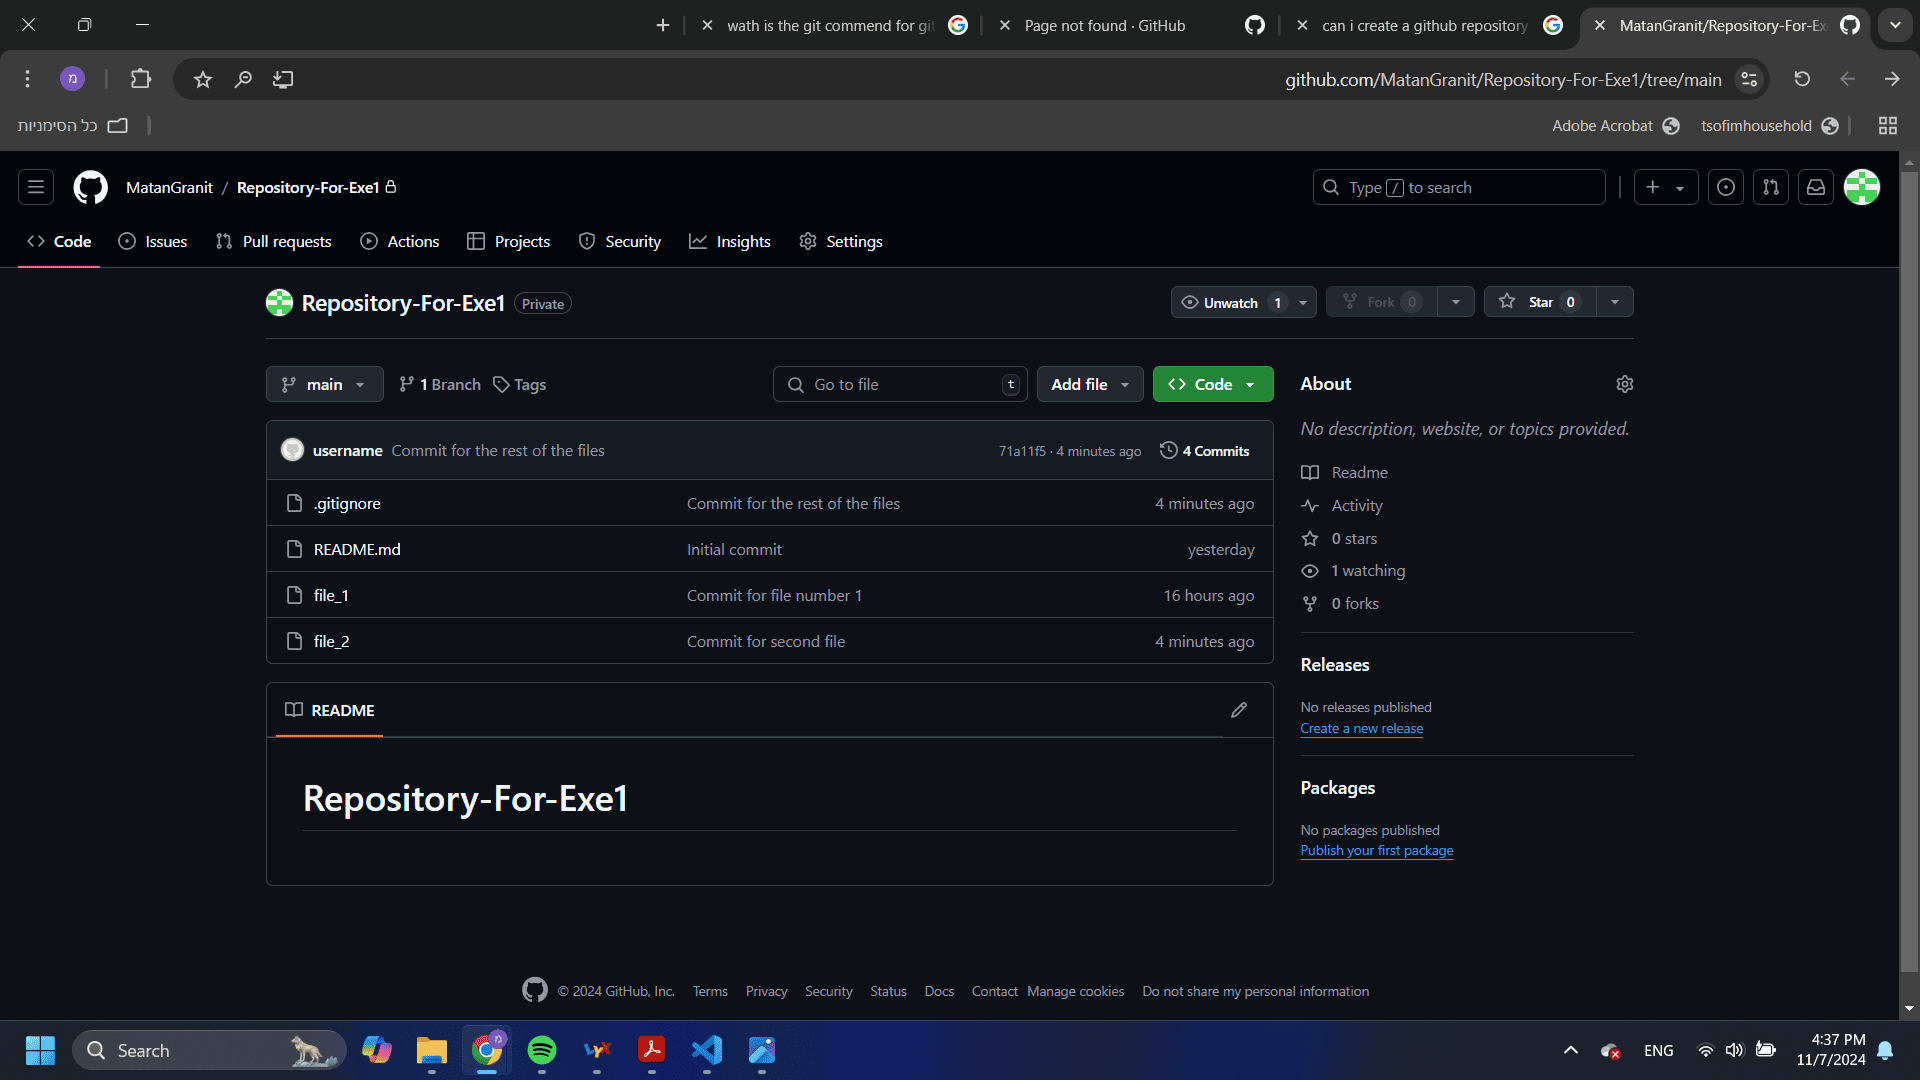 wath is the git commend for gi
Page not found · GitHub
can i create a github repository
MatanGranit/Repository-For-Ex
מ
github.com/MatanGranit/Repository-For-Exe1/tree/main
כל הסימניות
Adobe Acrobat
tsofimhousehold
MatanGranit / Repository-For-Exe1
Type / to search
Code
Issues
Pull requests
Actions
Projects
Security
Insights
Settings
Repository-For-Exe1 Private
Unwatch 1
Fork 0
Star 0
main
1 Branch
Tags
Go to file
t
Add file
Code
About
No description, website, or topics provided.
username Commit for the rest of the files
71a11f5 · 4 minutes ago
4 Commits
.gitignore
Commit for the rest of the files
4 minutes ago
README.md
Initial commit
yesterday
file_1
Commit for file number 1
16 hours ago
file_2
Commit for second file
4 minutes ago
Readme
Activity
0 stars
1 watching
0 forks
README
Releases
No releases published
Create a new release
Repository-For-Exe1
Packages
No packages published
Publish your first package
© 2024 GitHub, Inc.
Terms
Privacy
Security
Status
Docs
Contact
Manage cookies
Do not share my personal information
Search
מ
ENG
4:37 PM
11/7/2024